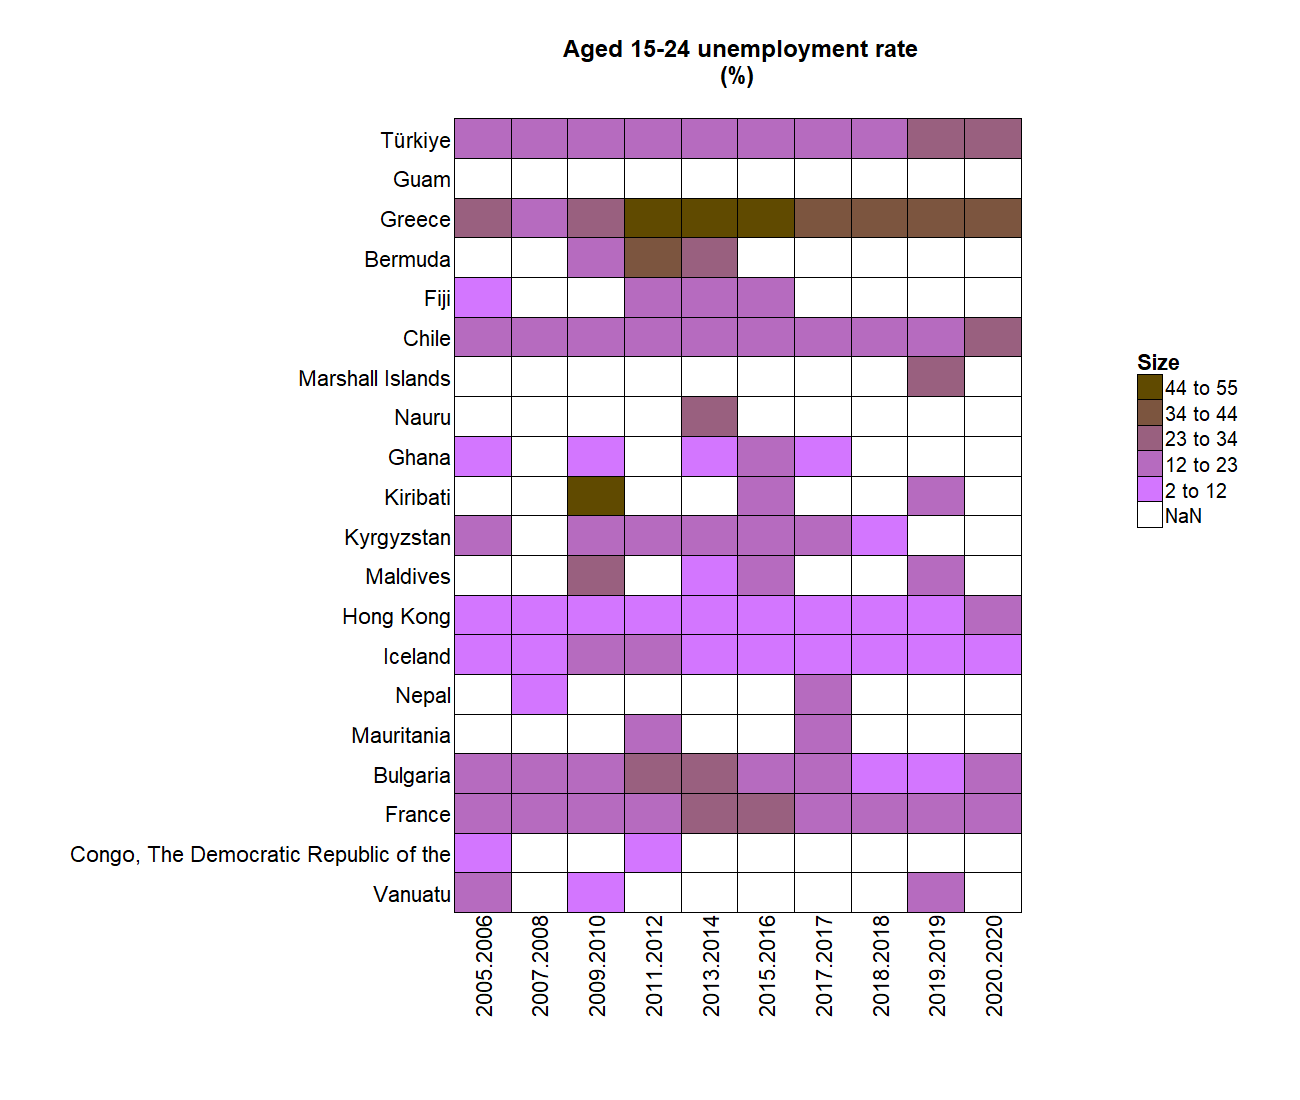 Aged 15-24 unemployment rate
(%)
Türkiye
Guam
Greece
Bermuda
Fiji
Chile
Marshall Islands
Nauru
Ghana
Kiribati
Kyrgyzstan
Maldives
Hong Kong
Iceland
Nepal
Mauritania
Bulgaria
France
Congo, The Democratic Republic of the
Vanuatu
2005.2006
2007.2008
2009.2010
2011.2012
2013.2014
2015.2016
2017.2017
2018.2018
2019.2019
2020.2020
Size
44 to 55
34 to 44
23 to 34
12 to 23
2 to 12
NaN